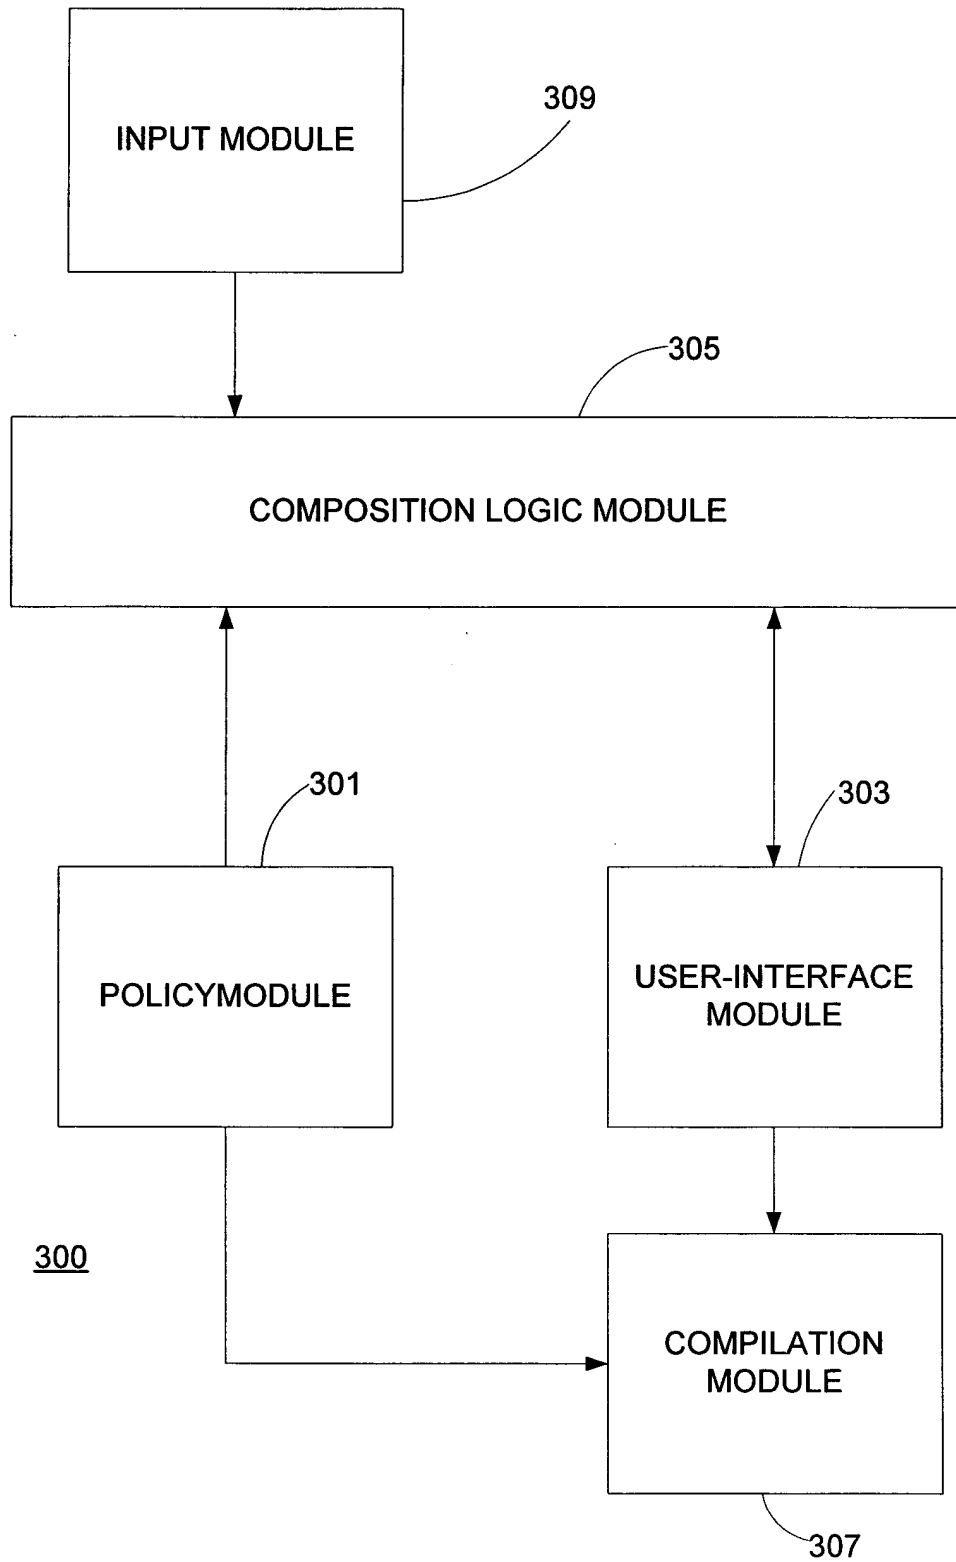 INPUT MODULE
309
305
COMPOSITION LOGIC MODULE
301
303
POLICYMODULE
USER-INTERFACE
MODULE
300
COMPILATION
MODULE
307